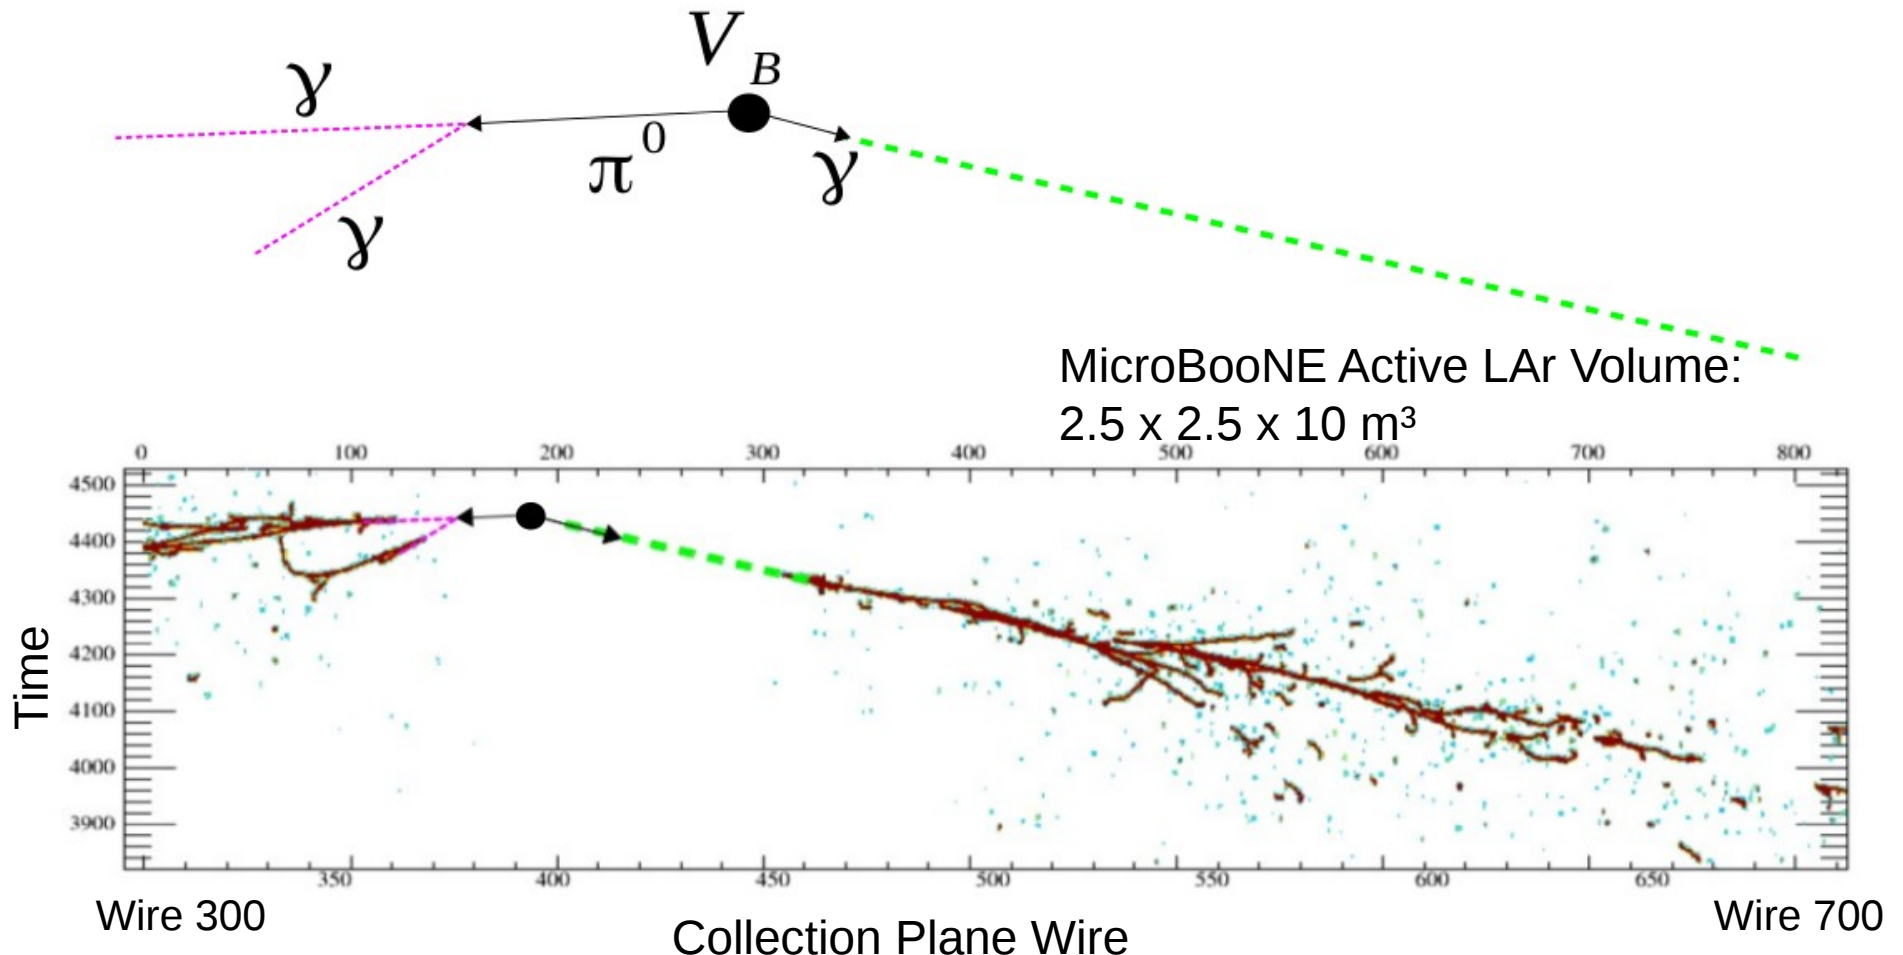 V B
γ
π 0
γ
γ
MicroBooNE Active LAr Volume:
2.5 x 2.5 x 10 m³
0 100 200 300 400 500 600 700 800
4500
4400
4300
4200
4100
4000
3900
Time
350 400 450 500 550 600 650
Wire 300
Wire 700
Collection Plane Wire